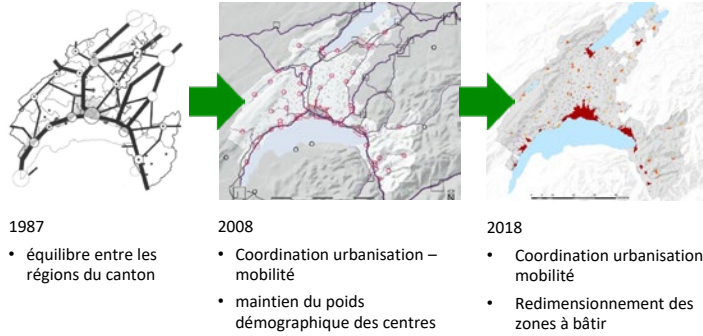 1987
• équilibre entre les
régions du canton
2008
• Coordination urbanisation –
mobilité
• maintien du poids
démographique des centres
2018
• Coordination urbanisation
mobilité
• Redimensionnement des
zones à bâtir